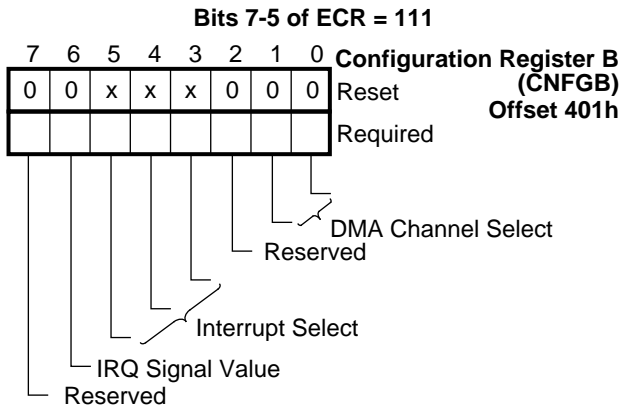 Bits 7-5 of ECR = 111
7 6 5 4 3 2 1 0 Configuration Register B
(CNFGB)
0 0 x x x 0 0 0 Reset
Offset 401h
Required
DMA Channel Select
Reserved
Interrupt Select
IRQ Signal Value
Reserved